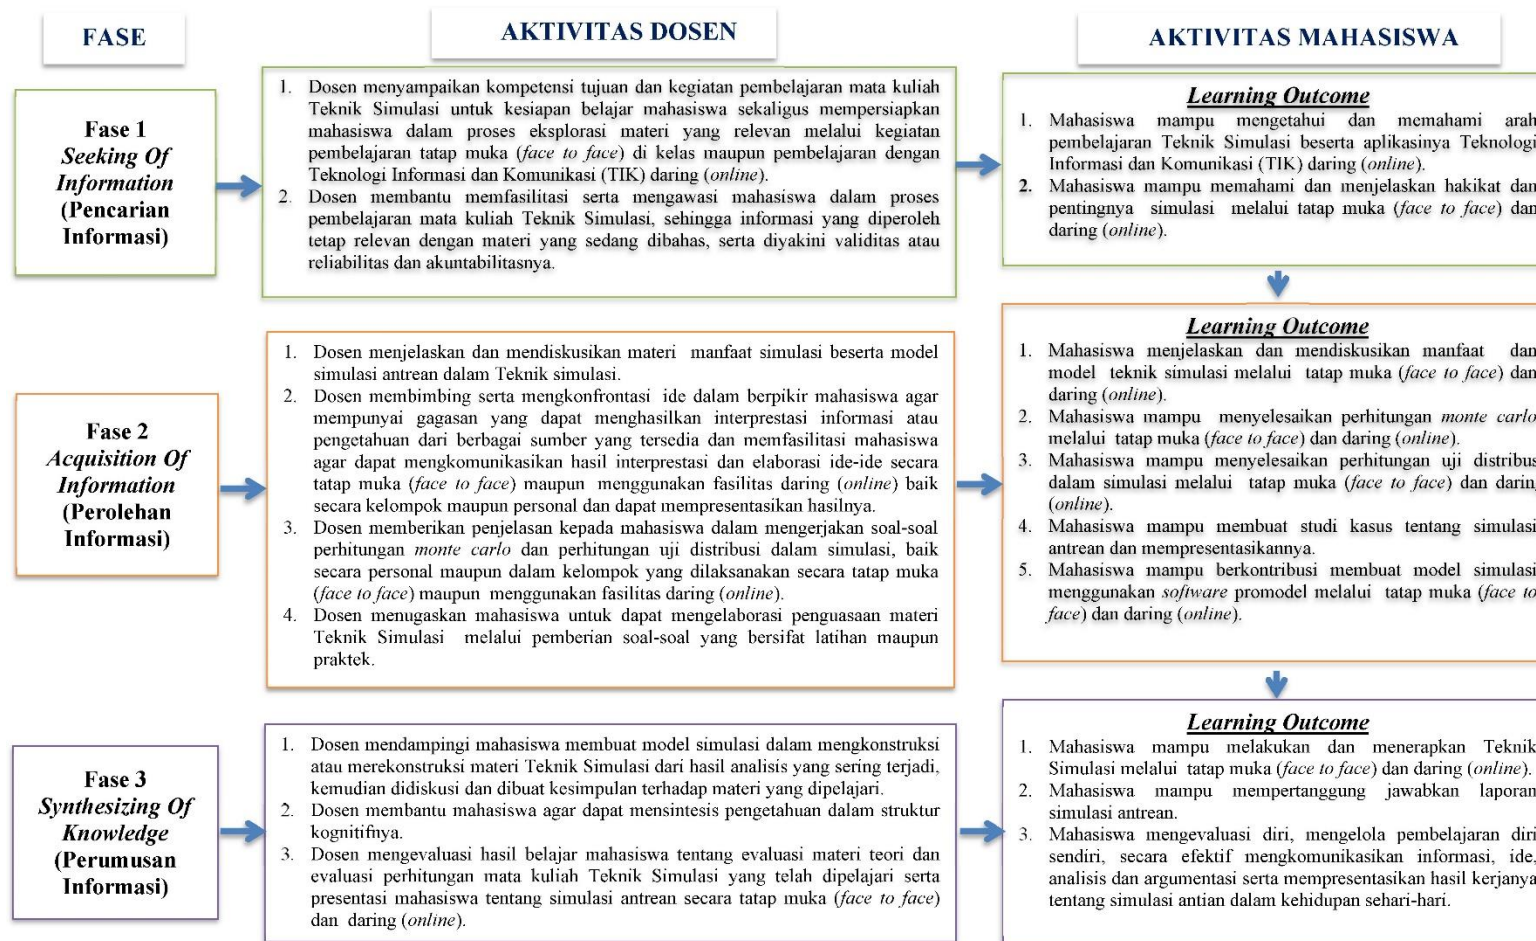 FASE
AKTIVITAS DOSEN
AKTIVITAS MAHASISWA
Fase 1
Seeking Of
Information
(Pencarian
Informasi)
1. Dosen menyampaikan kompetensi tujuan dan kegiatan pembelajaran mata kuliah
Teknik Simulasi untuk kesiapan belajar mahasiswa sekaligus mempersiapkan
mahasiswa dalam proses eksplorasi materi yang relevan melalui kegiatan
pembelajaran tatap muka (face to face) di kelas maupun pembelajaran dengan
Teknologi Informasi dan Komunikasi (TIK) daring (online).
2. Dosen membantu memfasilitasi serta mengawasi mahasiswa dalam proses
pembelajaran mata kuliah Teknik Simulasi, sehingga informasi yang diperoleh
tetap relevan dengan materi yang sedang dibahas, serta diyakini validitas atau
reliabilitas dan akuntabilitasnya.
Learning Outcome
1. Mahasiswa mampu mengetahui dan memahami arah
pembelajaran Teknik Simulasi beserta aplikasinya Teknologi
Informasi dan Komunikasi (TIK) daring (online).
2. Mahasiswa mampu memahami dan menjelaskan hakikat dan
pentingnya simulasi melalui tatap muka (face to face) dan
daring (online).
Fase 2
Acquisition Of
Information
(Perolehan
Informasi)
1. Dosen menjelaskan dan mendiskusikan materi manfaat simulasi beserta model
simulasi antrean dalam Teknik simulasi.
2. Dosen membimbing serta mengkonfrontasi ide dalam berpikir mahasiswa agar
mempunyai gagasan yang dapat menghasilkan interprestasi informasi atau
pengetahuan dari berbagai sumber yang tersedia dan memfasilitasi mahasiswa
agar dapat mengkomunikasikan hasil interprestasi dan elaborasi ide-ide secara
tatap muka (face to face) maupun menggunakan fasilitas daring (online) baik
secara kelompok maupun personal dan dapat mempresentasikan hasilnya.
3. Dosen memberikan penjelasan kepada mahasiswa dalam mengerjakan soal-soal
perhitungan monte carlo dan perhitungan uji distribusi dalam simulasi, baik
secara personal maupun dalam kelompok yang dilaksanakan secara tatap muka
(face to face) maupun menggunakan fasilitas daring (online).
4. Dosen menugaskan mahasiswa untuk dapat mengelaborasi penguasaan materi
Teknik Simulasi melalui pemberian soal-soal yang bersifat latihan maupun
praktek.
Learning Outcome
1. Mahasiswa menjelaskan dan mendiskusikan manfaat dan
model teknik simulasi melalui tatap muka (face to face) dan
daring (online).
2. Mahasiswa mampu menyelesaikan perhitungan monte carlo
melalui tatap muka (face to face) dan daring (online).
3. Mahasiswa mampu menyelesaikan perhitungan uji distribus
dalam simulasi melalui tatap muka (face to face) dan darin
(online).
4. Mahasiswa mampu membuat studi kasus tentang simulasi
antrean dan mempresentasikannya.
5. Mahasiswa mampu berkontribusi membuat model simulasi
menggunakan software promodel melalui tatap muka (face to
face) dan daring (online).
Fase 3
Synthesizing Of
Knowledge
(Perumusan
Informasi)
1. Dosen mendampingi mahasiswa membuat model simulasi dalam mengkonstruksi
atau merekonstruksi materi Teknik Simulasi dari hasil analisis yang sering terjadi,
kemudian didiskusi dan dibuat kesimpulan terhadap materi yang dipelajari.
2. Dosen membantu mahasiswa agar dapat mensintesis pengetahuan dalam struktur
kognitifnya.
3. Dosen mengevaluasi hasil belajar mahasiswa tentang evaluasi materi teori dan
evaluasi perhitungan mata kuliah Teknik Simulasi yang telah dipelajari serta
presentasi mahasiswa tentang simulasi antrean secara tatap muka (face to face)
dan daring (online).
Learning Outcome
1. Mahasiswa mampu melakukan dan menerapkan Teknik
Simulasi melalui tatap muka (face to face) dan daring (online).
2. Mahasiswa mampu mempertanggung jawabkan laporan
simulasi antrean.
3. Mahasiswa mengevaluasi diri, mengelola pembelajaran diri
sendiri, secara efektif mengkomunikasikan informasi, ide,
analisis dan argumentasi serta mempresentasikan hasil kerjanya
tentang simulasi antian dalam kehidupan sehari-hari.